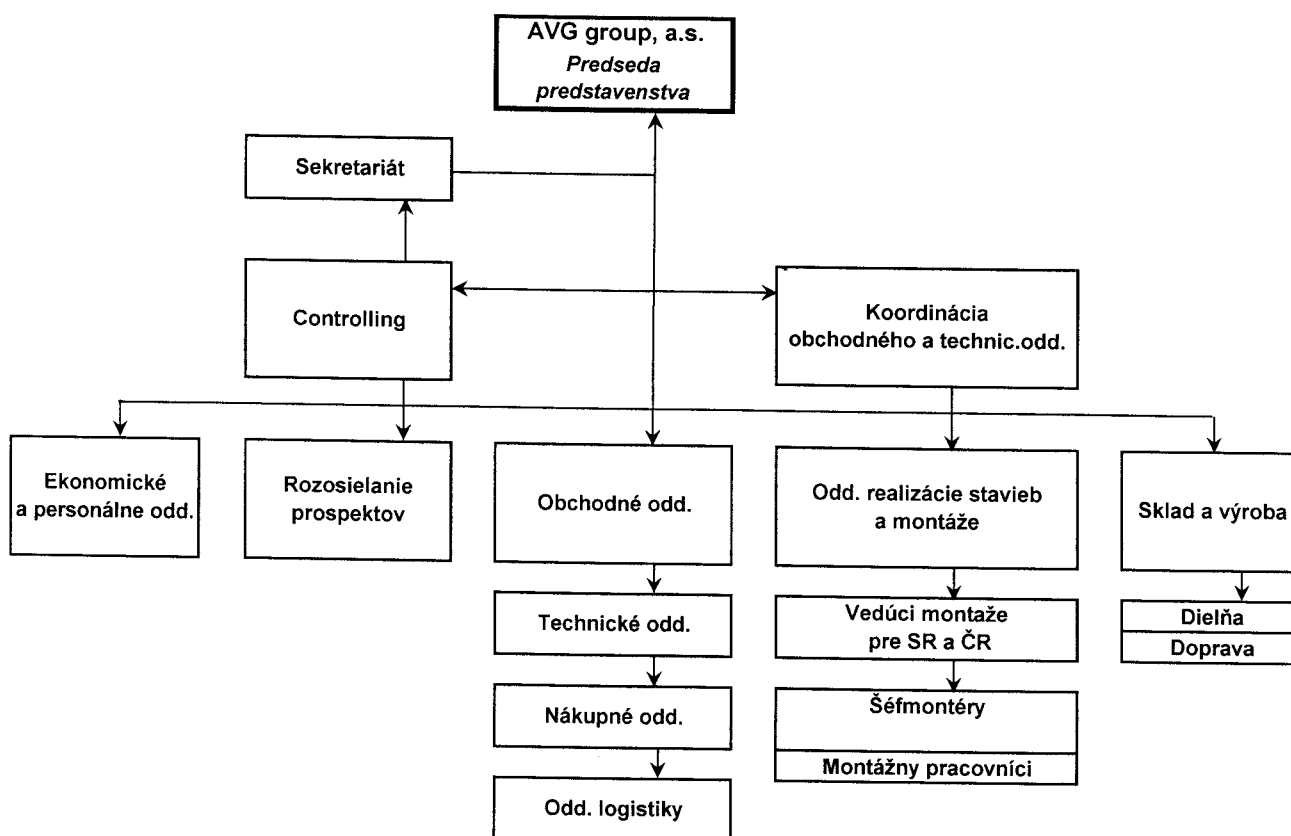 AVG group, a.s.
Predseda
predstavenstva
Sekretariát
Controlling
Koordinácia
obchodného a technic.odd.
Ekonomické
a personálne odd.
Rozosielanie
prospektov
Obchodné odd.
Odd. realizácie stavieb
a montáže
Sklad a výroba
Technické odd.
Vedúci montaže
pre SR a ČR
Dielňa
Doprava
Nákupné odd.
Šéfmontéry
Montážny pracovníci
Odd. logistiky